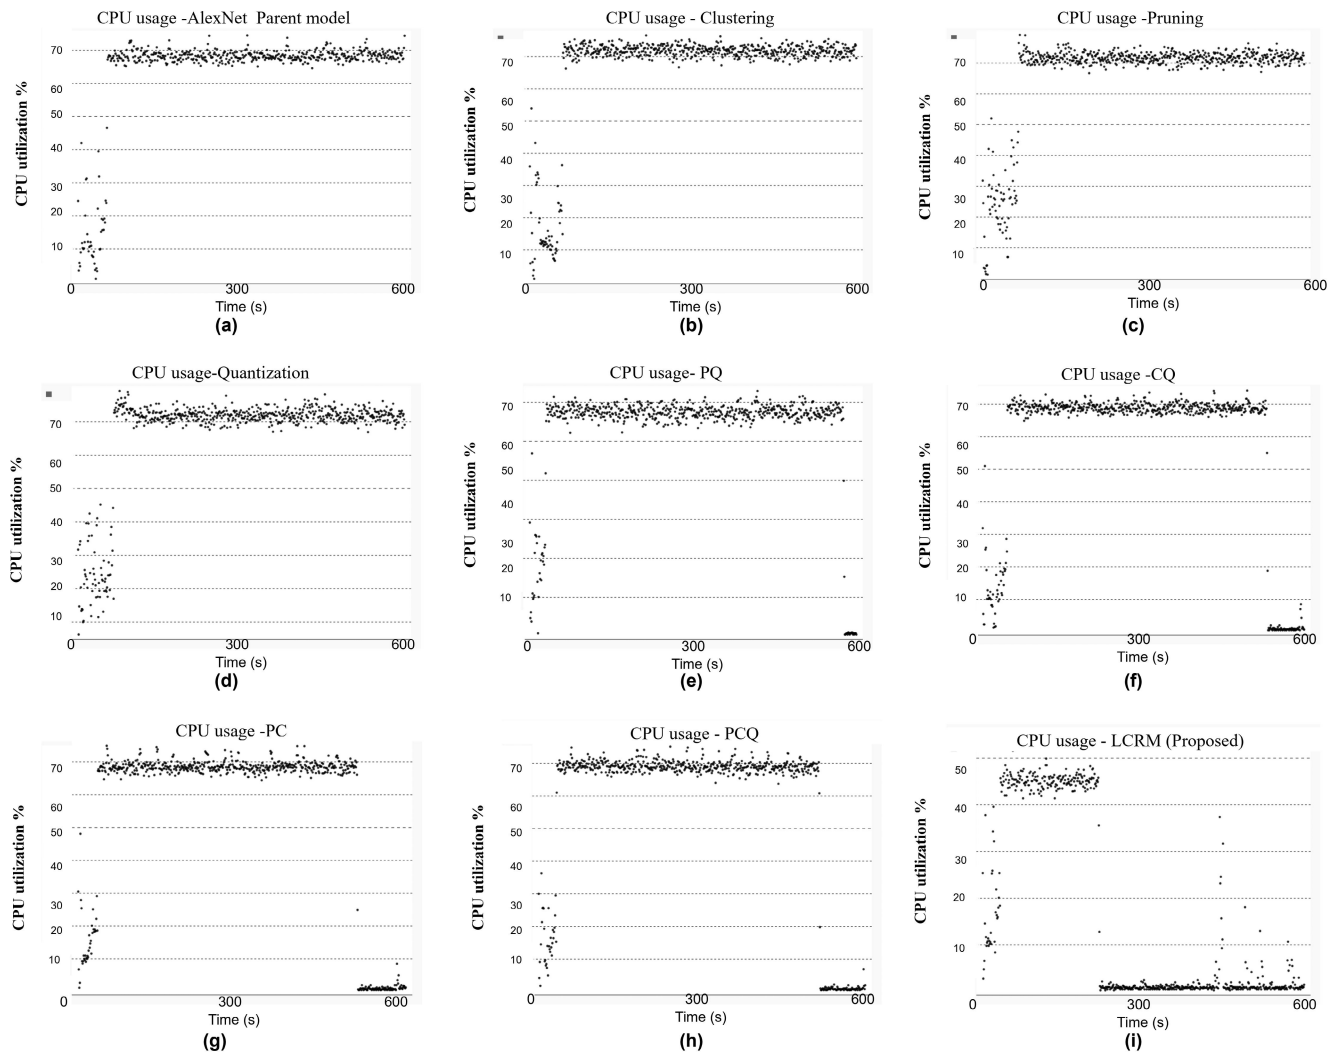 CPU usage -AlexNet Parent model
CPU utilization %
70
60
50
40
30
20
10
0
300
600
Time (s)
(a)
CPU usage - Clustering
CPU utilization %
70
60
50
40
30
20
10
0
300
600
Time (s)
(b)
CPU usage -Pruning
CPU utilization %
70
60
50
40
30
20
10
0
300
600
Time (s)
(c)
CPU usage-Quantization
CPU utilization %
70
60
50
40
30
20
10
0
300
600
Time (s)
(d)
CPU usage- PQ
CPU utilization %
70
60
50
40
30
20
10
0
300
600
Time (s)
(e)
CPU usage -CQ
CPU utilization %
70
60
50
40
30
20
10
0
300
600
Time (s)
(f)
CPU usage -PC
CPU utilization %
70
60
50
40
30
20
10
0
300
600
Time (s)
(g)
CPU usage - PCQ
CPU utilization %
70
60
50
40
30
20
10
0
300
600
Time (s)
(h)
CPU usage - LCRM (Proposed)
CPU utilization %
50
40
30
20
10
0
300
600
Time (s)
(i)